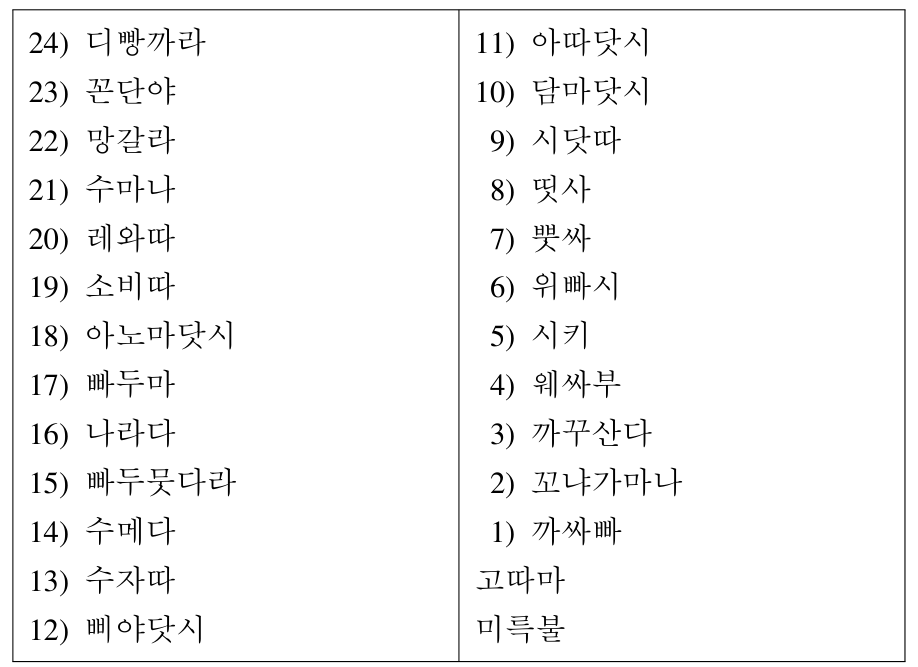 24) 디빵까라
23) 꼰단야
22) 망갈라
21) 수마나
20) 레와따
19) 소비따
18) 아노마닷시
17) 빠두마
16) 나라다
15) 빠두뭇다라
14) 수메다
13) 수자따
12) 삐야닷시
11) 아따닷시
10) 담마닷시
9) 시닷따
8) 띳사
7) 뿟싸
6) 위빠시
5) 시키
4) 웨싸부
3) 까꾸산다
2) 꼬냐가마나
1) 까싸빠
고따마
미륵불